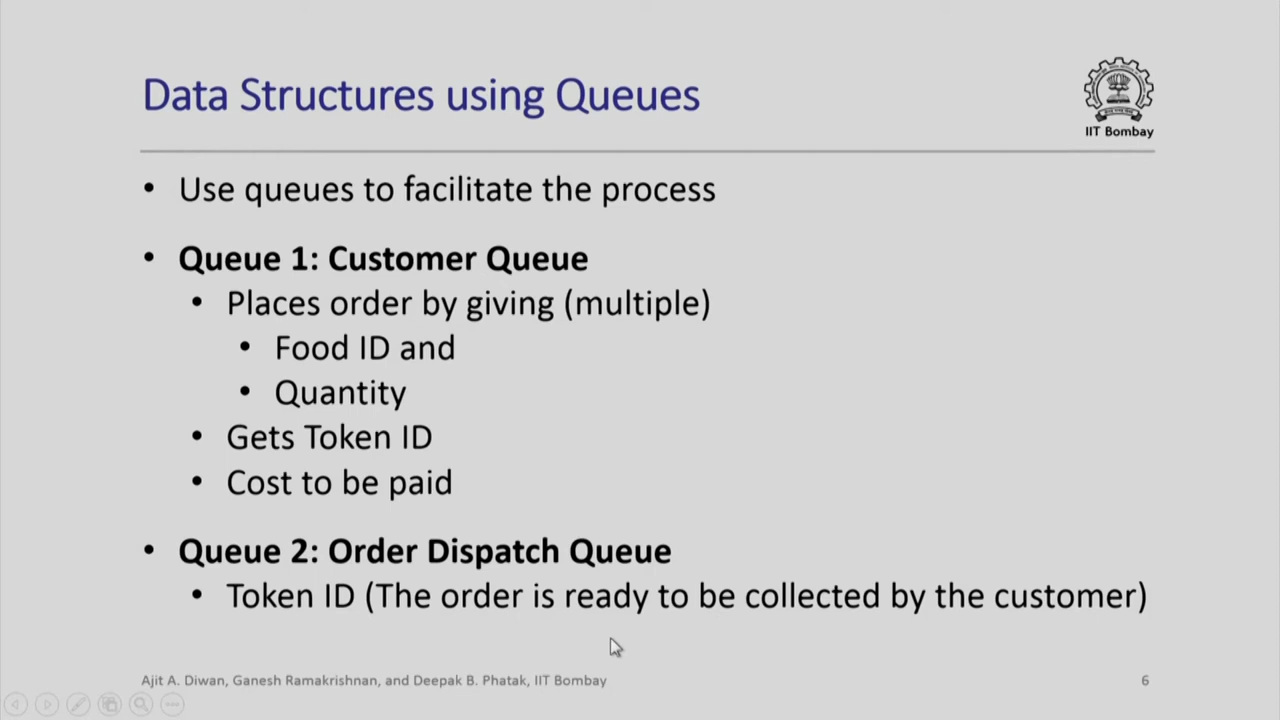 Data Structures using Queues
IIT Bombay
• Use queues to facilitate the process
• Queue 1: Customer Queue
• Places order by giving (multiple)
• Food ID and
• Quantity
• Gets Token ID
• Cost to be paid
• Queue 2: Order Dispatch Queue
• Token ID (The order is ready to be collected by the customer)
Ajit A. Diwan, Ganesh Ramakrishnan, and Deepak B. Phatak, IIT Bombay
6